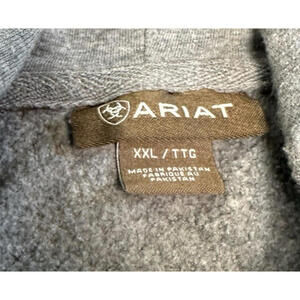 ARIAT
XXL / TTG
MADE IN PAKISTAN
FABRIQUÉ AU
PAKISTAN